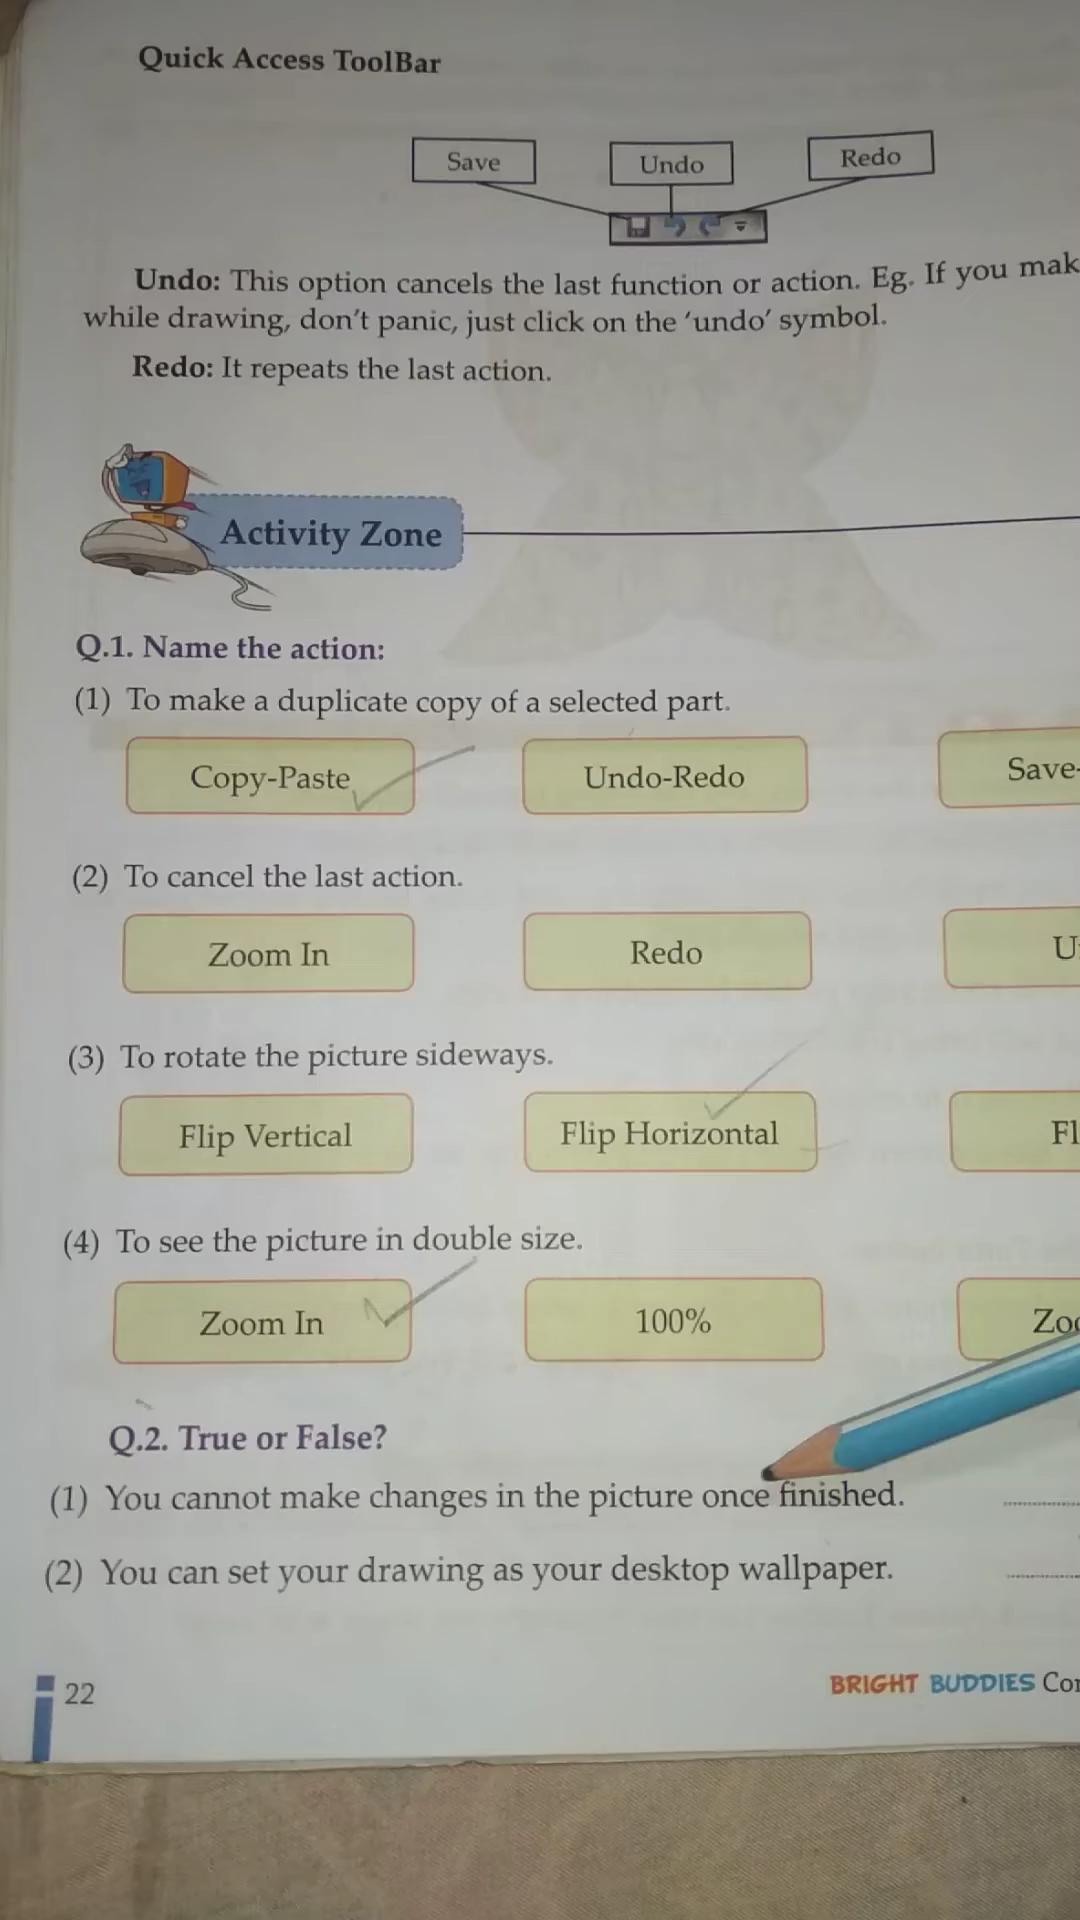 Quick Access ToolBar
Save Undo Redo
Undo: This option cancels the last function or action. Eg. If you mak
while drawing, don't panic, just click on the 'undo' symbol.
Redo: It repeats the last action.
Activity Zone
Q.1. Name the action:
(1) To make a duplicate copy of a selected part.
Copy-Paste Undo-Redo Save-
(2) To cancel the last action.
Zoom In Redo U
(3) To rotate the picture sideways.
Flip Vertical Flip Horizontal Fl
(4) To see the picture in double size.
Zoom In 100% Zoo
Q.2. True or False?
(1) You cannot make changes in the picture once finished. ............
(2) You can set your drawing as your desktop wallpaper. ............
22 BRIGHT BUDDIES Co